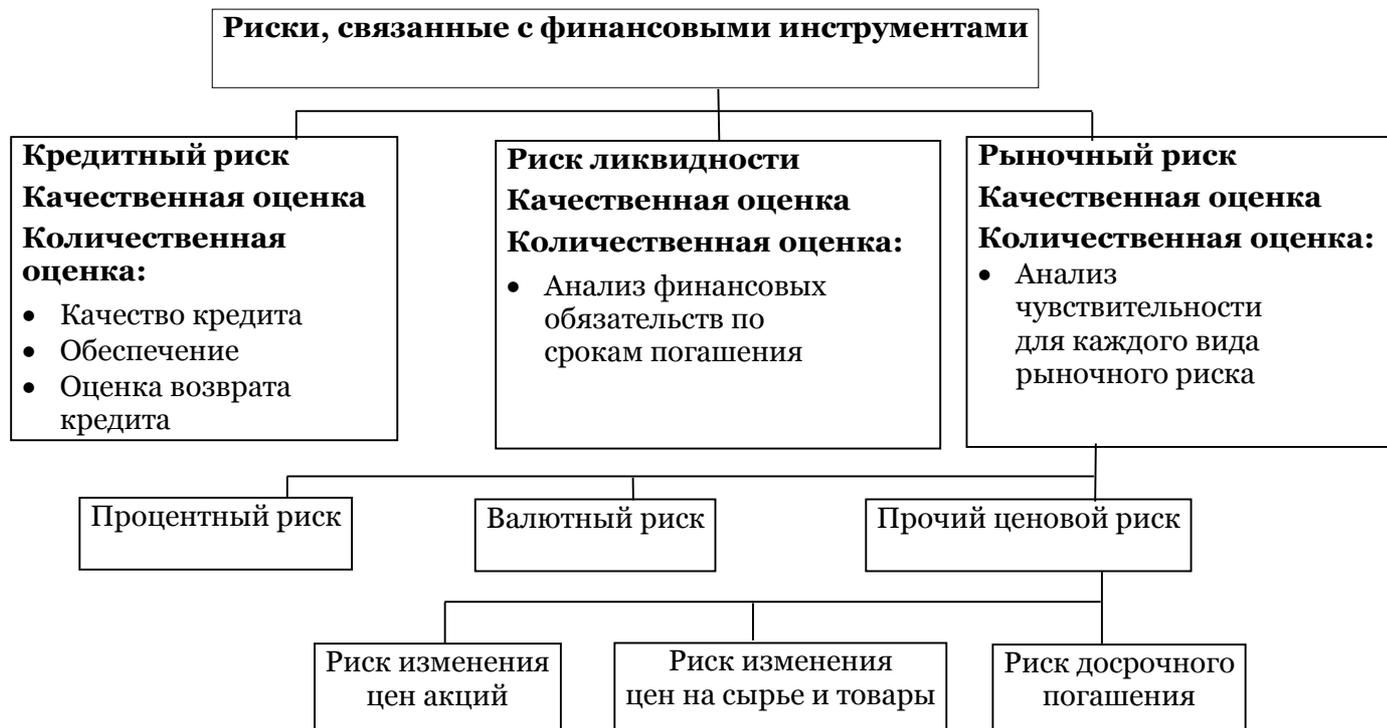 Риски, связанные с финансовыми инструментами
Кредитный риск
Качественная оценка
Количественная
оценка:
• Качество кредита
• Обеспечение
• Оценка возврата
кредита
Риск ликвидности
Качественная оценка
Количественная оценка:
• Анализ финансовых
обязательств по
срокам погашения
Рыночный риск
Качественная оценка
Количественная оценка:
• Анализ
чувствительности
для каждого вида
рыночного риска
Процентный риск
Валютный риск
Прочий ценовой риск
Риск изменения
цен акций
Риск изменения
цен на сырье и товары
Риск досрочного
погашения